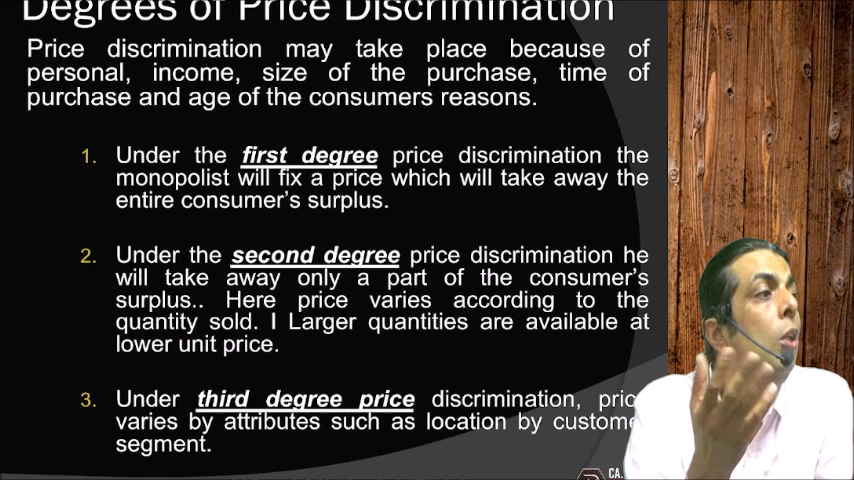 Degrees of Price Discrimination
Price discrimination may take place because of
personal, income, size of the purchase, time of
purchase and age of the consumers reasons.
1. Under the first degree price discrimination the
monopolist will fix a price which will take away the
entire consumer's surplus.
2. Under the second degree price discrimination he
will take away only a part of the consumer's
surplus.. Here price varies according to the
quantity sold. I Larger quantities are available at
lower unit price.
3. Under third degree price discrimination, pric
varies by attributes such as location by custome
segment.
CA.